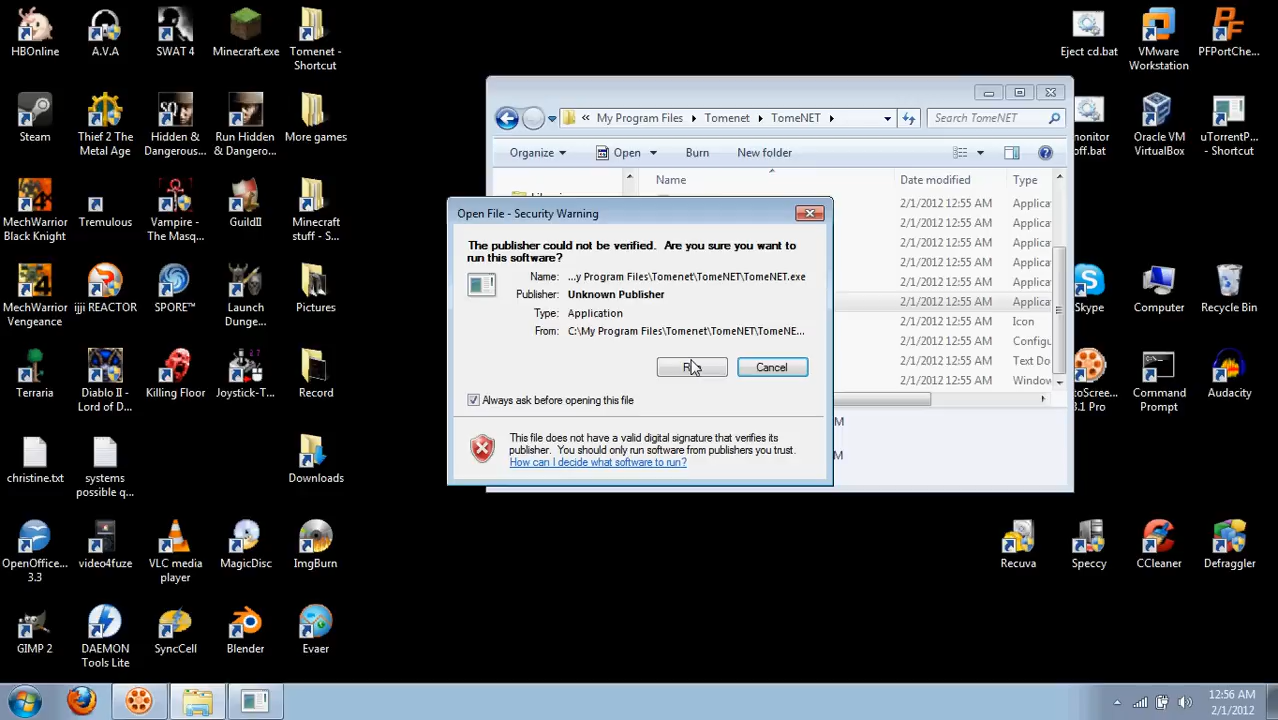 HBOnline
A.V.A
SWAT 4
Minecraft.exe
Tomenet -
Shortcut
Eject cd.bat
VMware
Workstation
PFPortChe...
Steam
Thief 2 The
Metal Age
Hidden &
Dangerous...
Run Hidden
& Dangero...
More games
off.bat
Oracle VM
VirtualBox
uTorrentP...
- Shortcut
MechWarrior
Black Knight
Tremulous
Vampire -
The Masq...
GuildII
Minecraft
stuff - S...
MechWarrior
Vengeance
ijji REACTOR
SPORE™
Launch
Dunge...
Pictures
Skype
Computer
Recycle Bin
Terraria
Diablo II -
Lord of D...
Killing Floor
Joystick-T...
Record
3.1 Pro
Command
Prompt
Audacity
christine.txt
systems
possible q...
Downloads
OpenOffice...
3.3
video4fuze
VLC media
player
MagicDisc
ImgBurn
Recuva
Speccy
CCleaner
Defraggler
GIMP 2
DAEMON
Tools Lite
SyncCell
Blender
Evaer
« My Program Files Tomenet TomeNET
Search TomeNET
Organize Open Burn New folder
Name Date modified Type
2/1/2012 12:55 AM Applica
2/1/2012 12:55 AM Applica
2/1/2012 12:55 AM Applica
2/1/2012 12:55 AM Applica
2/1/2012 12:55 AM Applica
2/1/2012 12:55 AM Applica
2/1/2012 12:55 AM Icon
2/1/2012 12:55 AM Configu
2/1/2012 12:55 AM Text Do
2/1/2012 12:55 AM Window
M
M
Open File - Security Warning
The publisher could not be verified. Are you sure you want to
run this software?
Name: ...y Program Files\Tomenet\TomeNET\TomeNET.exe
Publisher: Unknown Publisher
Type: Application
From: C:\My Program Files\Tomenet\TomeNET\TomeNE...
Cancel
Always ask before opening this file
This file does not have a valid digital signature that verifies its
publisher. You should only run software from publishers you trust.
How can I decide what software to run?
12:56 AM
2/1/2012